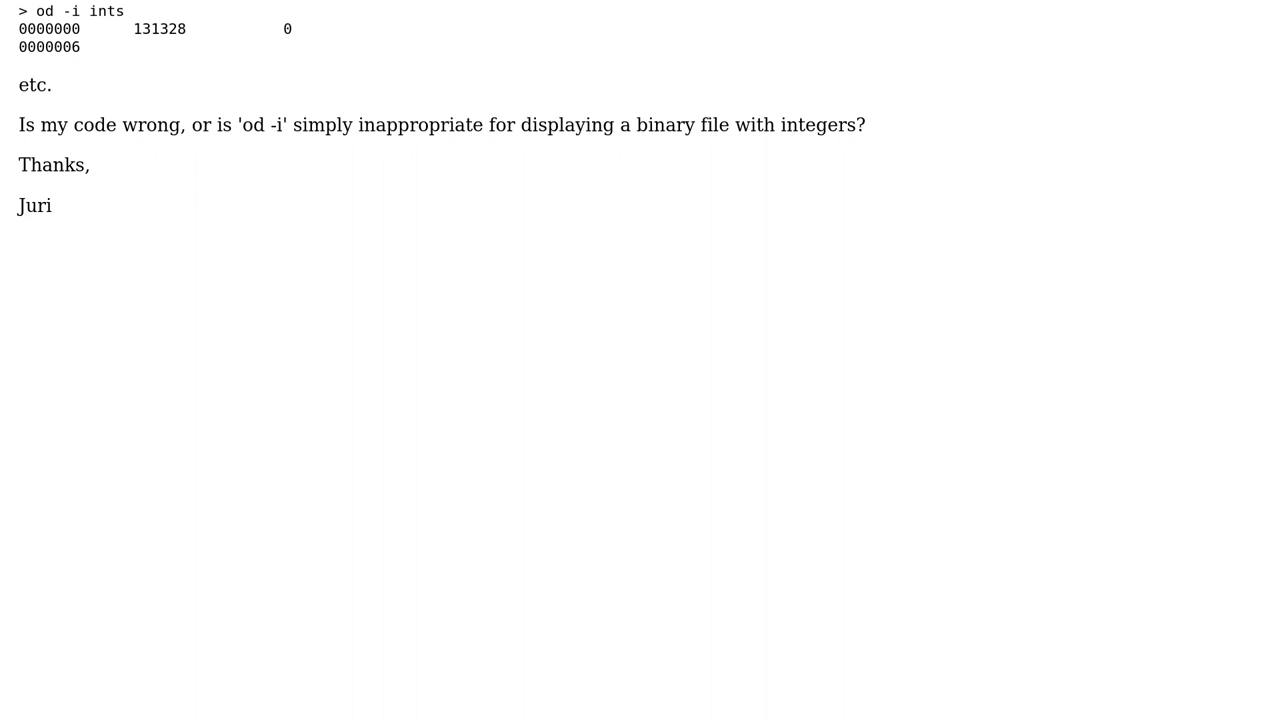 > od -i ints
0000000      131328           0
0000006
etc.
Is my code wrong, or is 'od -i' simply inappropriate for displaying a binary file with integers?
Thanks,
Juri